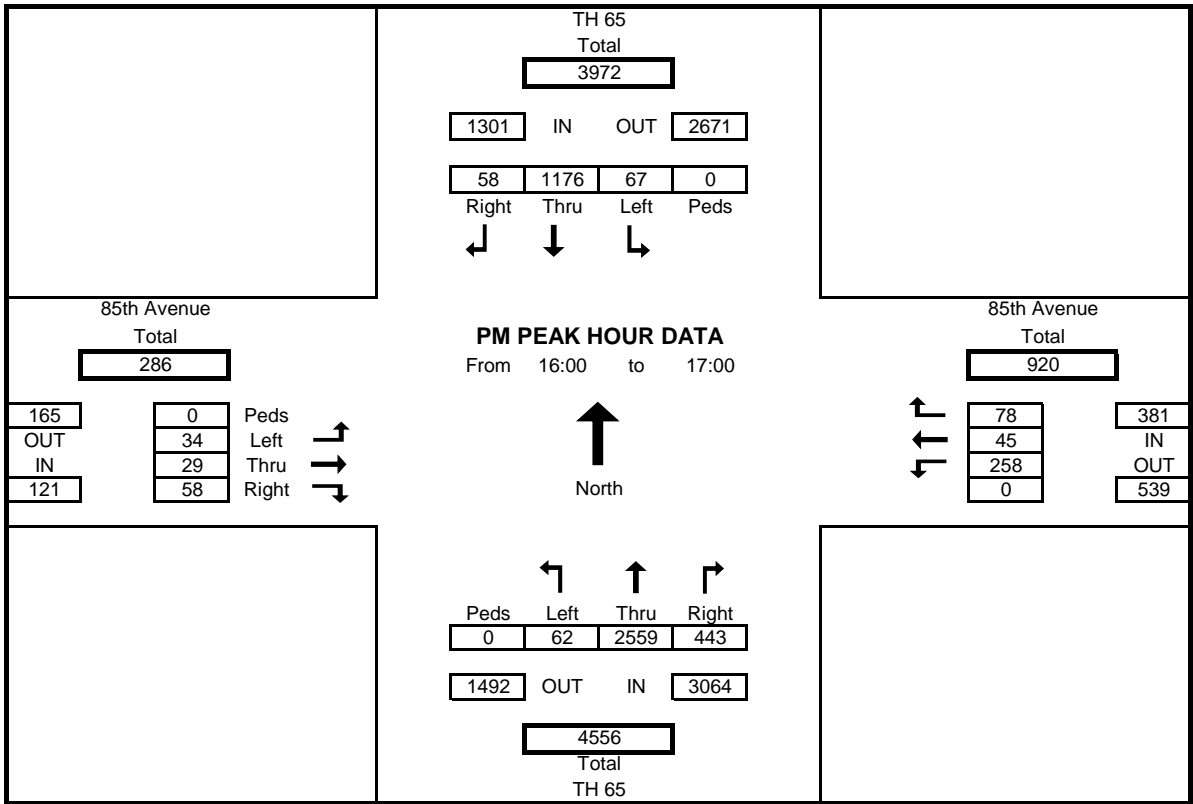 TH 65
Total
3972
1301 IN OUT 2671
58 1176 67 0
Right Thru Left Peds
85th Avenue
Total
286
165
OUT
IN
121
0 Peds
34 Left
29 Thru
58 Right
PM PEAK HOUR DATA
From 16:00 to 17:00
North
85th Avenue
Total
920
78
45
258
0
381
IN
OUT
539
Peds Left Thru Right
0 62 2559 443
1492 OUT IN 3064
4556
Total
TH 65